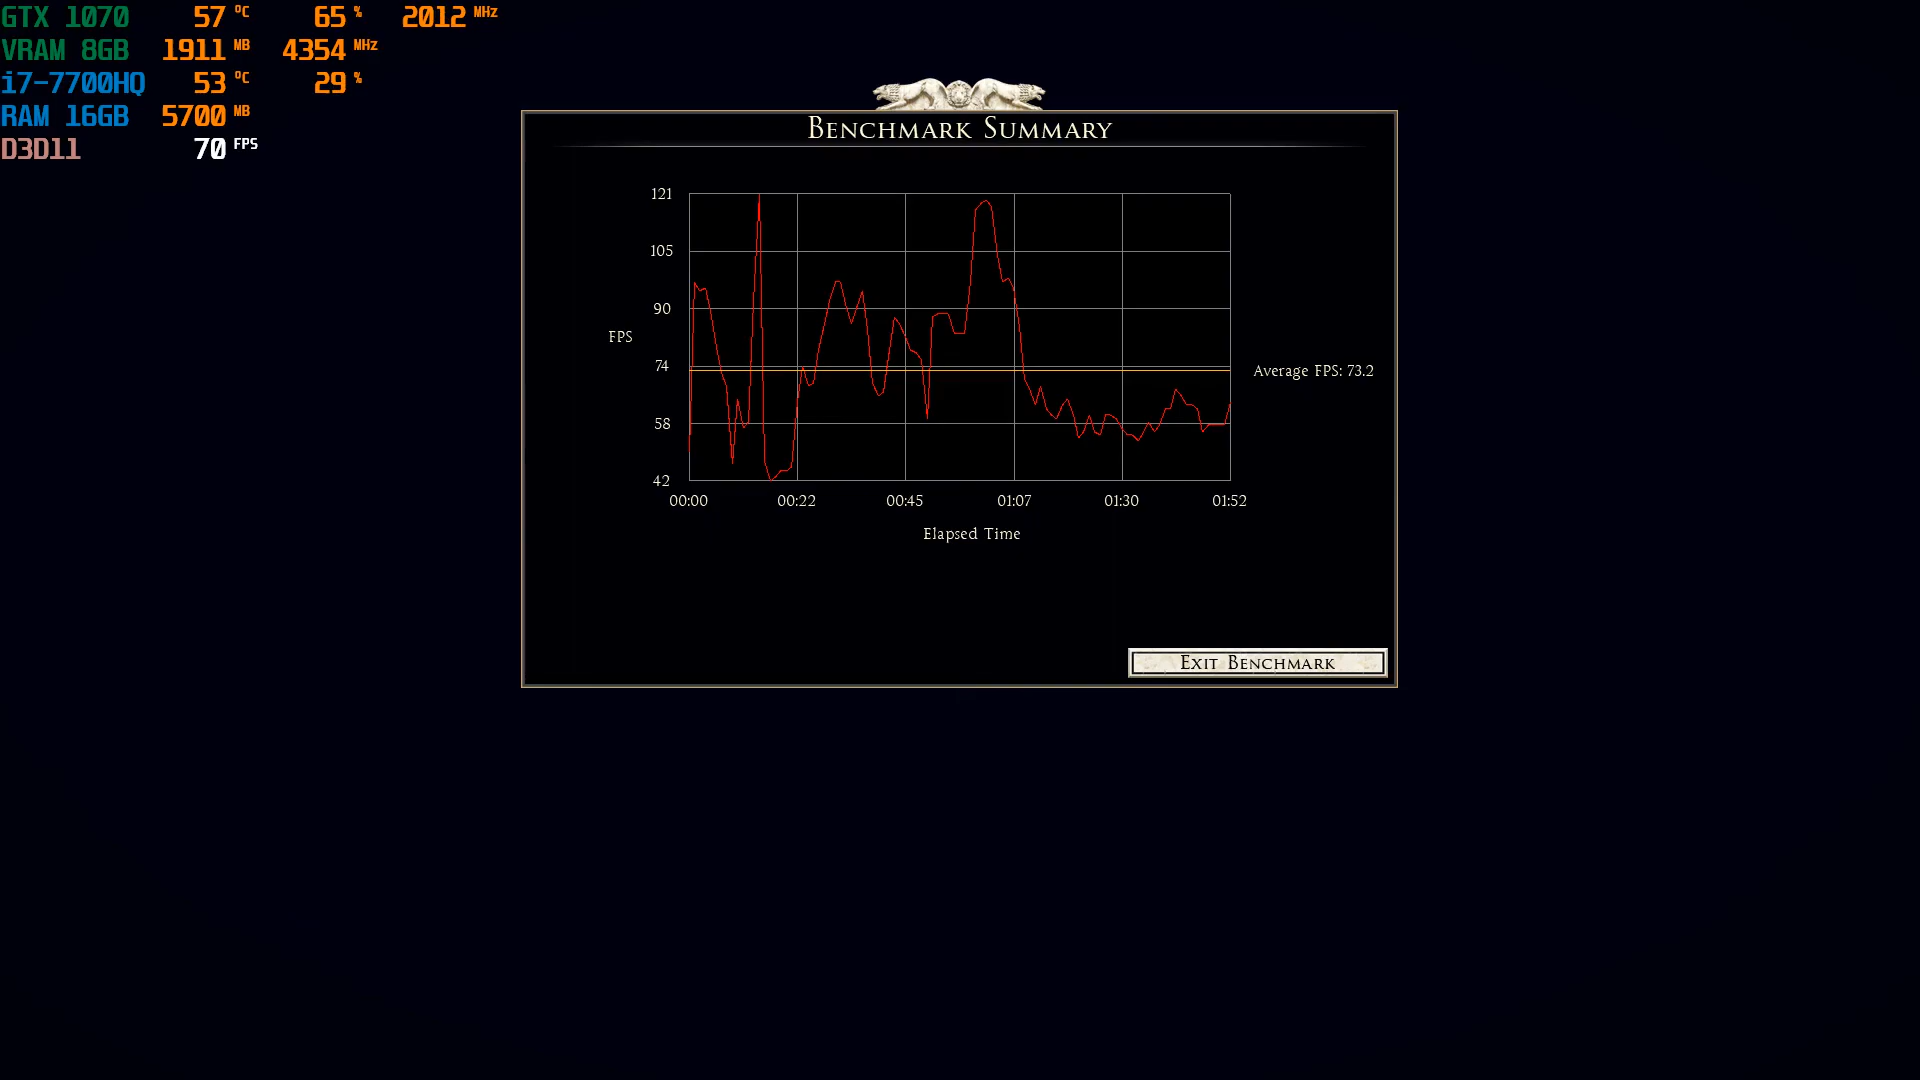 GTX 1070 57 °C 65 % 2012 MHz
VRAM 8GB 1911 MB 4354 MHz
i7-7700HQ 53 °C 29 %
RAM 16GB 5700 MB
D3D11 70 FPS
Benchmark Summary
121
105
90
FPS
74
Average FPS: 73.2
58
42
00:00 00:22 00:45 01:07 01:30 01:52
Elapsed Time
Exit Benchmark